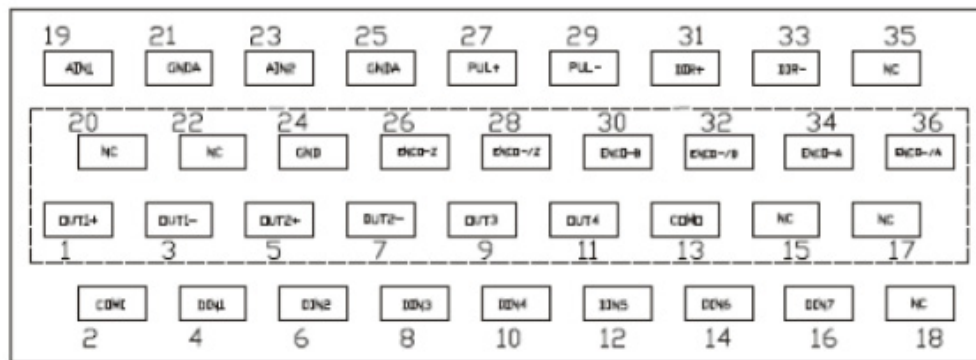 19 21 23 25 27 29 31 33 35
AIN1 GNDA AIN2 GNDA PUL+ PUL- DIR+ DIR- NC
20 22 24 26 28 30 32 34 36
NC NC GND ENCO-Z ENCO-/Z ENCO-B ENCO-/B ENCO-A ENCO-/A
OUT1+ OUT1- OUT2+ OUT2- OUT3 OUT4 COMO NC NC
1 3 5 7 9 11 13 15 17
COMI DIN1 DIN2 DIN3 DIN4 DIN5 DIN6 DIN7 NC
2 4 6 8 10 12 14 16 18